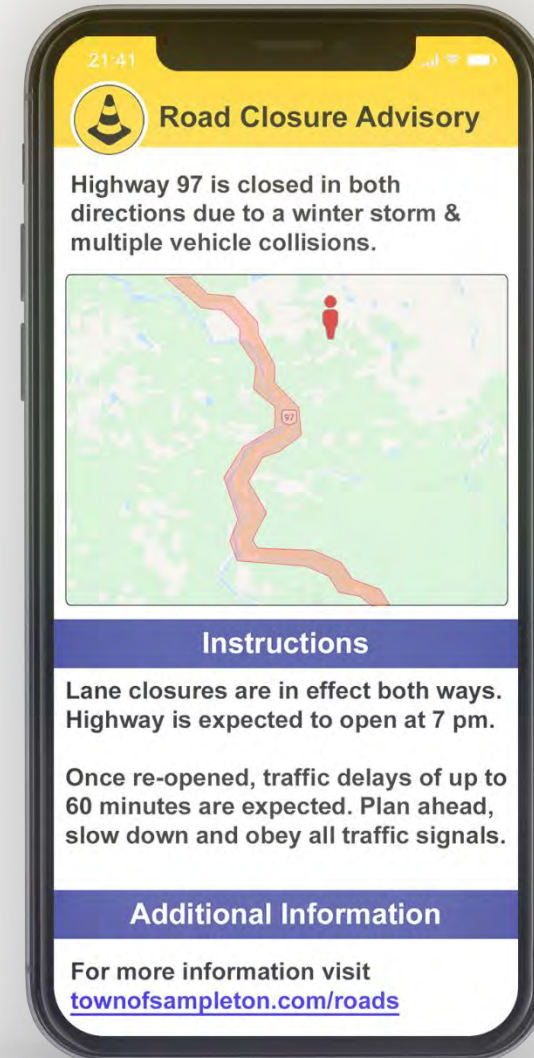 21:41
Road Closure Advisory
Highway 97 is closed in both
directions due to a winter storm &
multiple vehicle collisions.
97
Instructions
Lane closures are in effect both ways.
Highway is expected to open at 7 pm.
Once re-opened, traffic delays of up to
60 minutes are expected. Plan ahead,
slow down and obey all traffic signals.
Additional Information
For more information visit
townofsampleton.com/roads